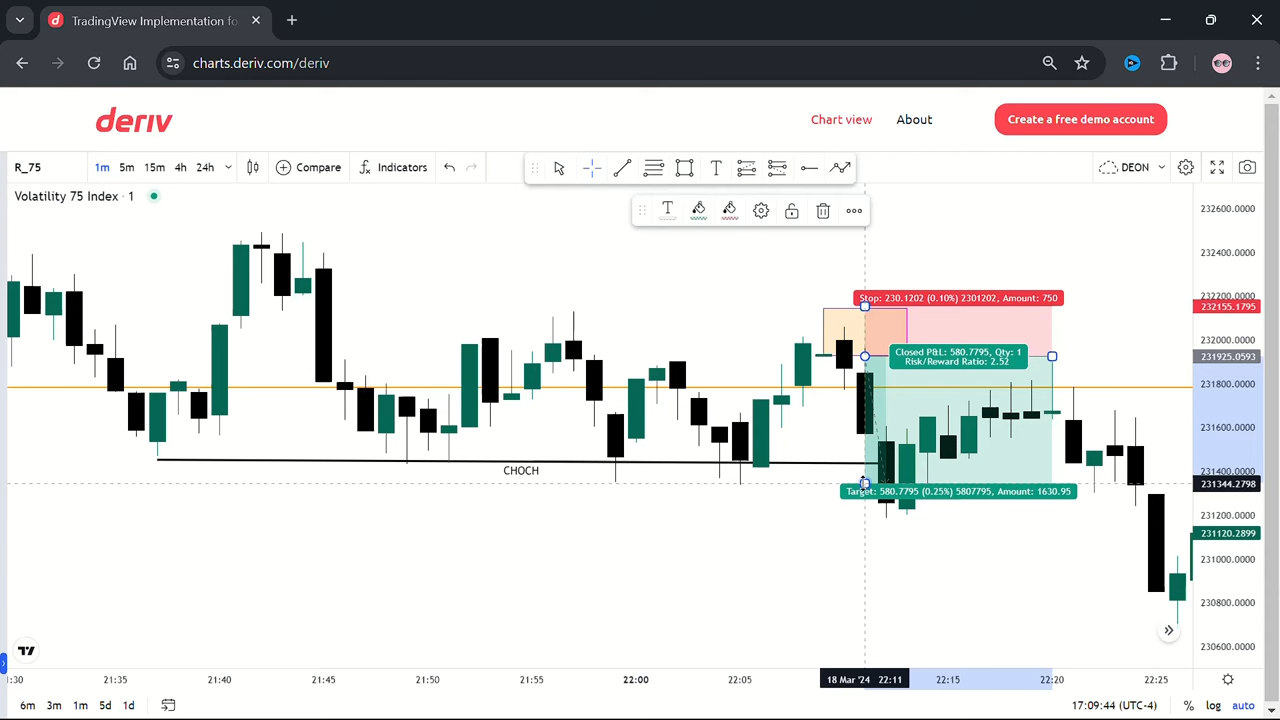 TradingView Implementation fo
charts.deriv.com/deriv
deriv
Chart view
About
Create a free demo account
R_75
1m
5m
15m
4h
24h
Compare
Indicators
DEON
Volatility 75 Index · 1
232600.0000
232400.0000
232200.0000
232155.1795
232000.0000
231925.0593
231800.0000
231600.0000
231400.0000
231344.2798
231200.0000
231120.2899
231000.0000
230800.0000
230600.0000
Stop: 230.1202 (0.10%) 2301202, Amount: 750
Closed P&L: 580.7795, Qty: 1
Risk/Reward Ratio: 2.52
CHOCH
Target: 580.7795 (0.25%) 5807795, Amount: 1630.95
:30
21:35
21:40
21:45
21:50
21:55
22:00
22:05
18 Mar '24 22:11
22:15
22:20
22:25
6m
3m
1m
5d
1d
17:09:44 (UTC-4)
%
log
auto